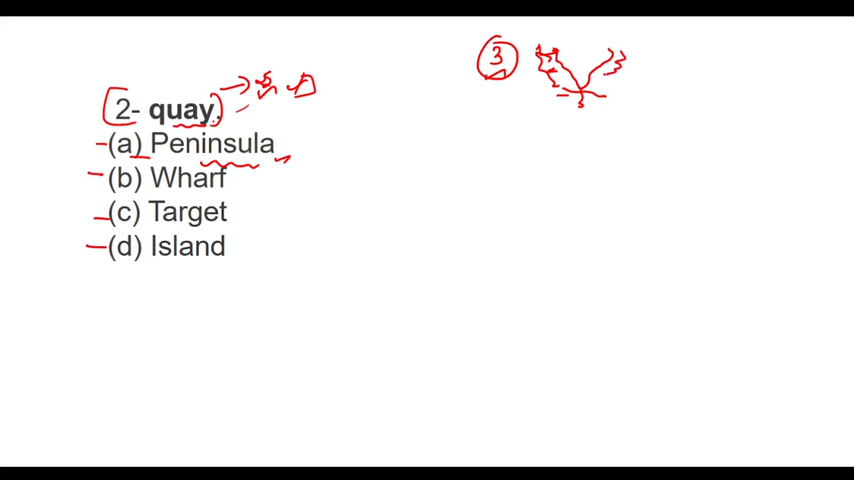 2- quay.
(a) Peninsula
(b) Wharf
(c) Target
(d) Island
3